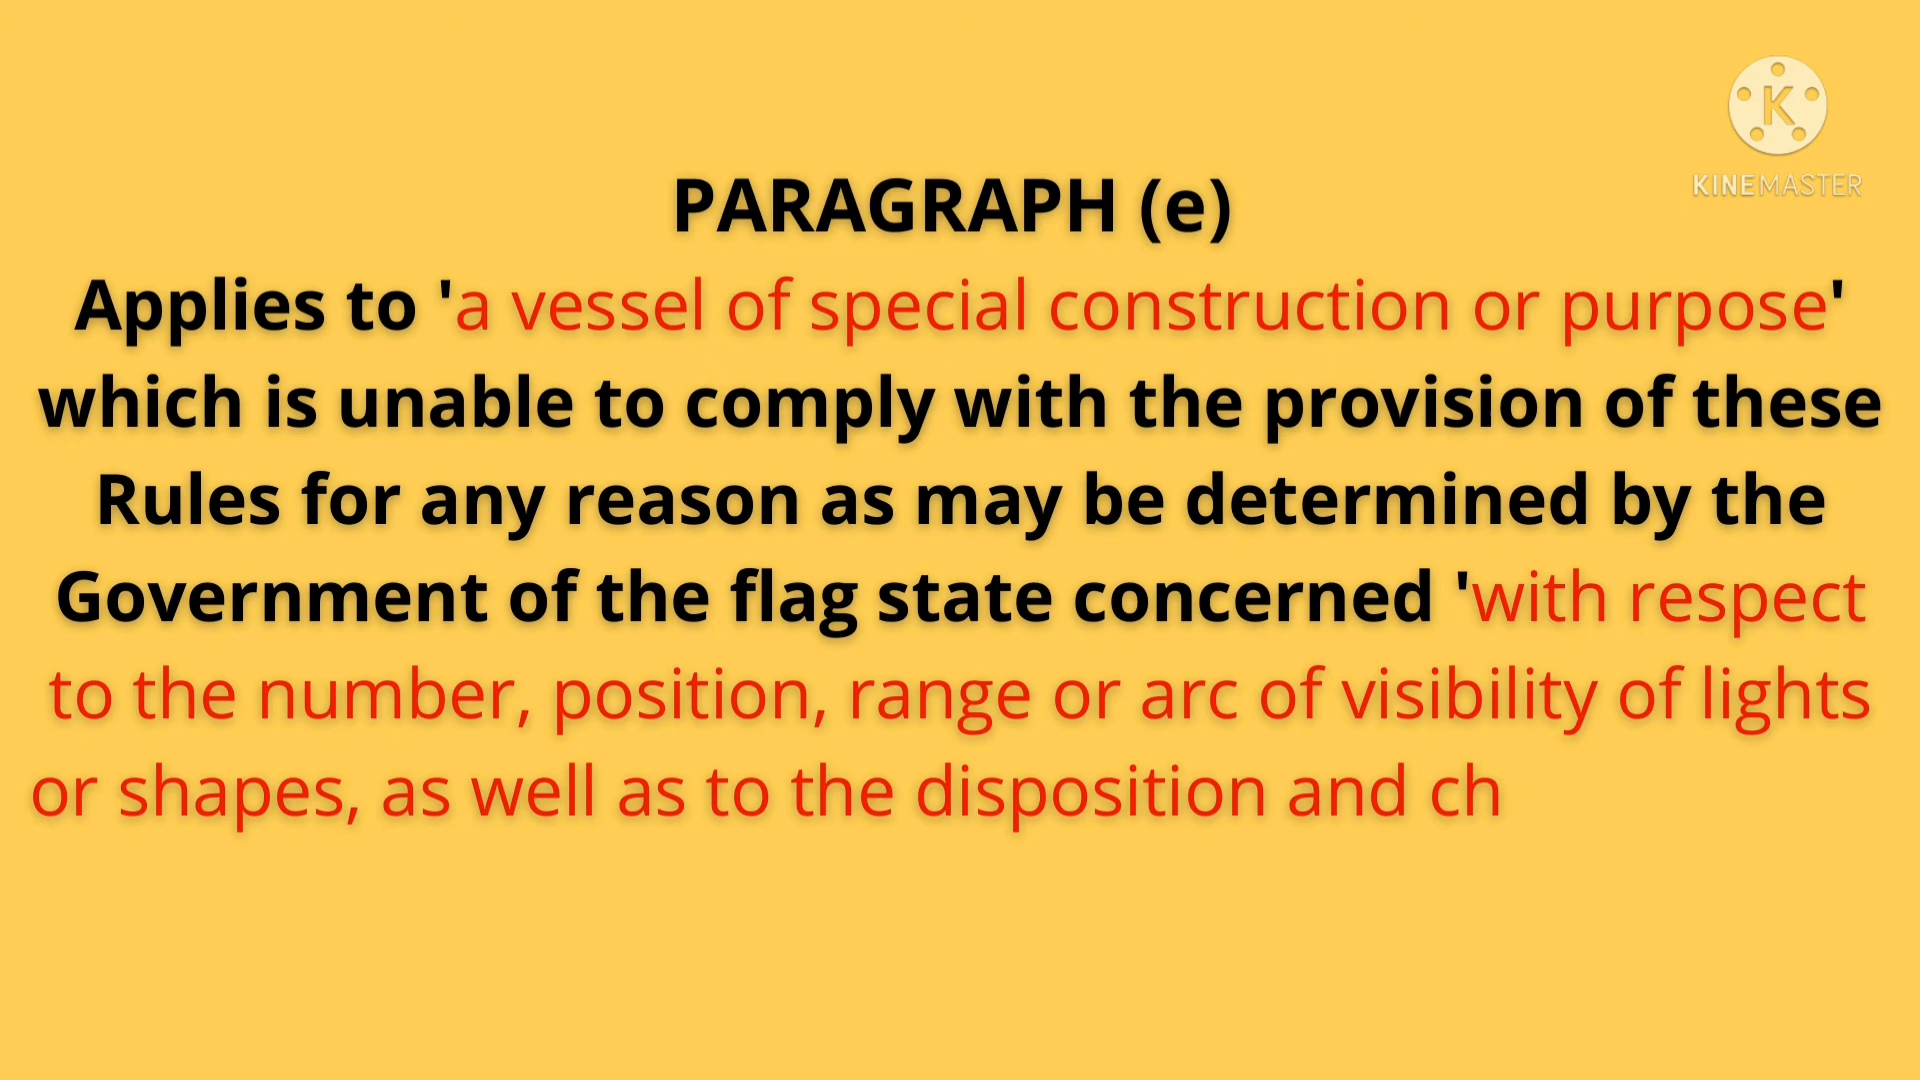 KINEMASTER
PARAGRAPH (e)
Applies to 'a vessel of special construction or purpose'
which is unable to comply with the provision of these
Rules for any reason as may be determined by the
Government of the flag state concerned 'with respect
to the number, position, range or arc of visibility of lights
or shapes, as well as to the disposition and ch